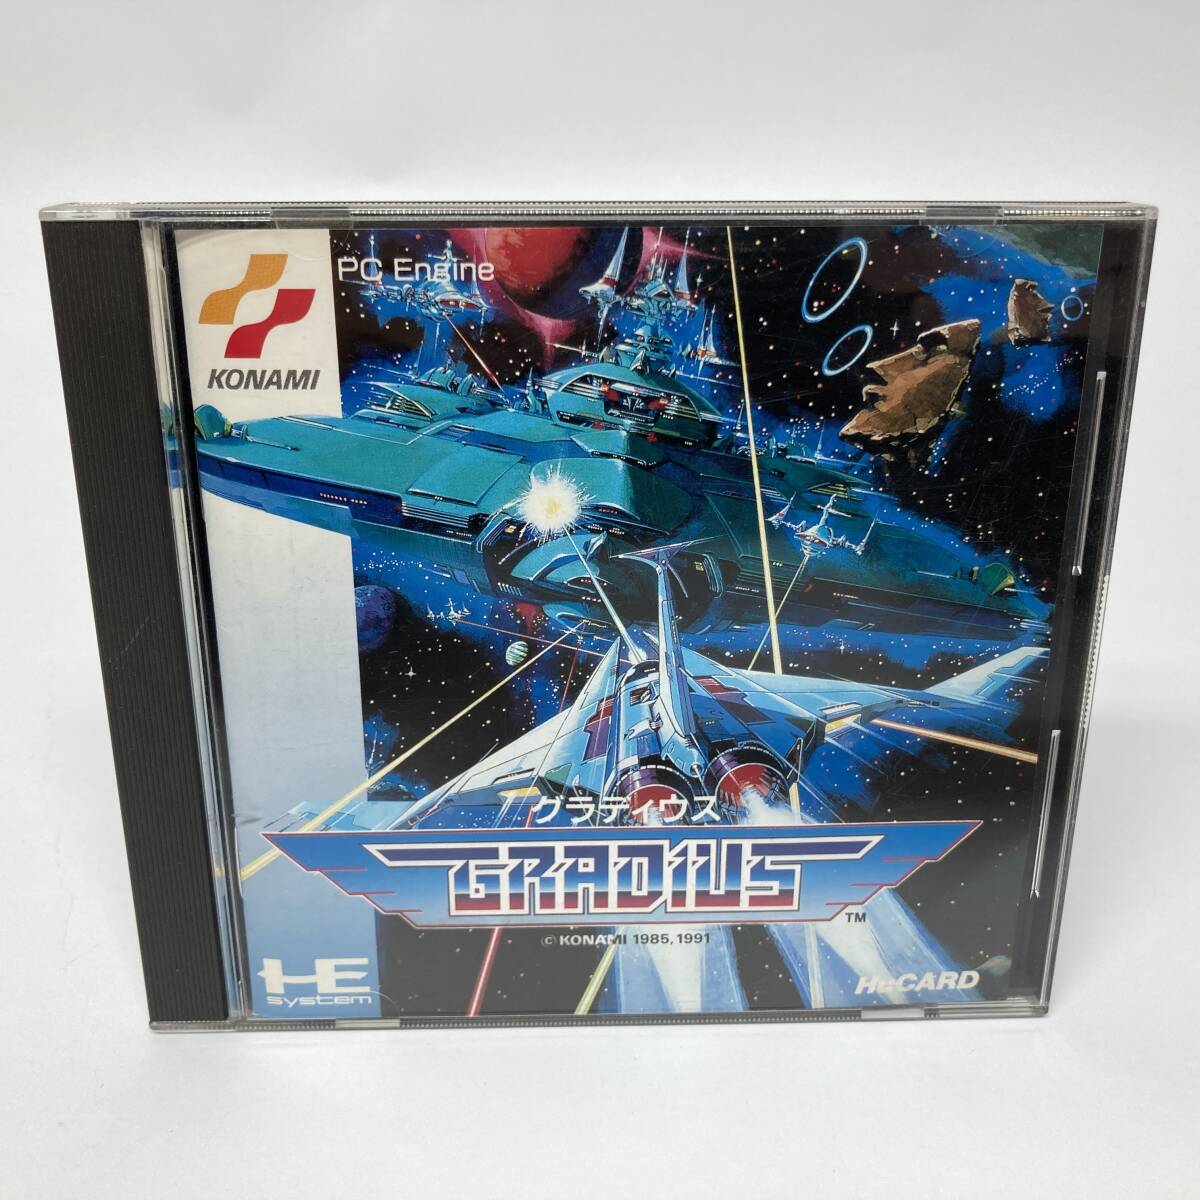 PC Engine
KONAMI
グラディウス
GRADIUS
TM
© KONAMI 1985, 1991
HE
system
HuCARD